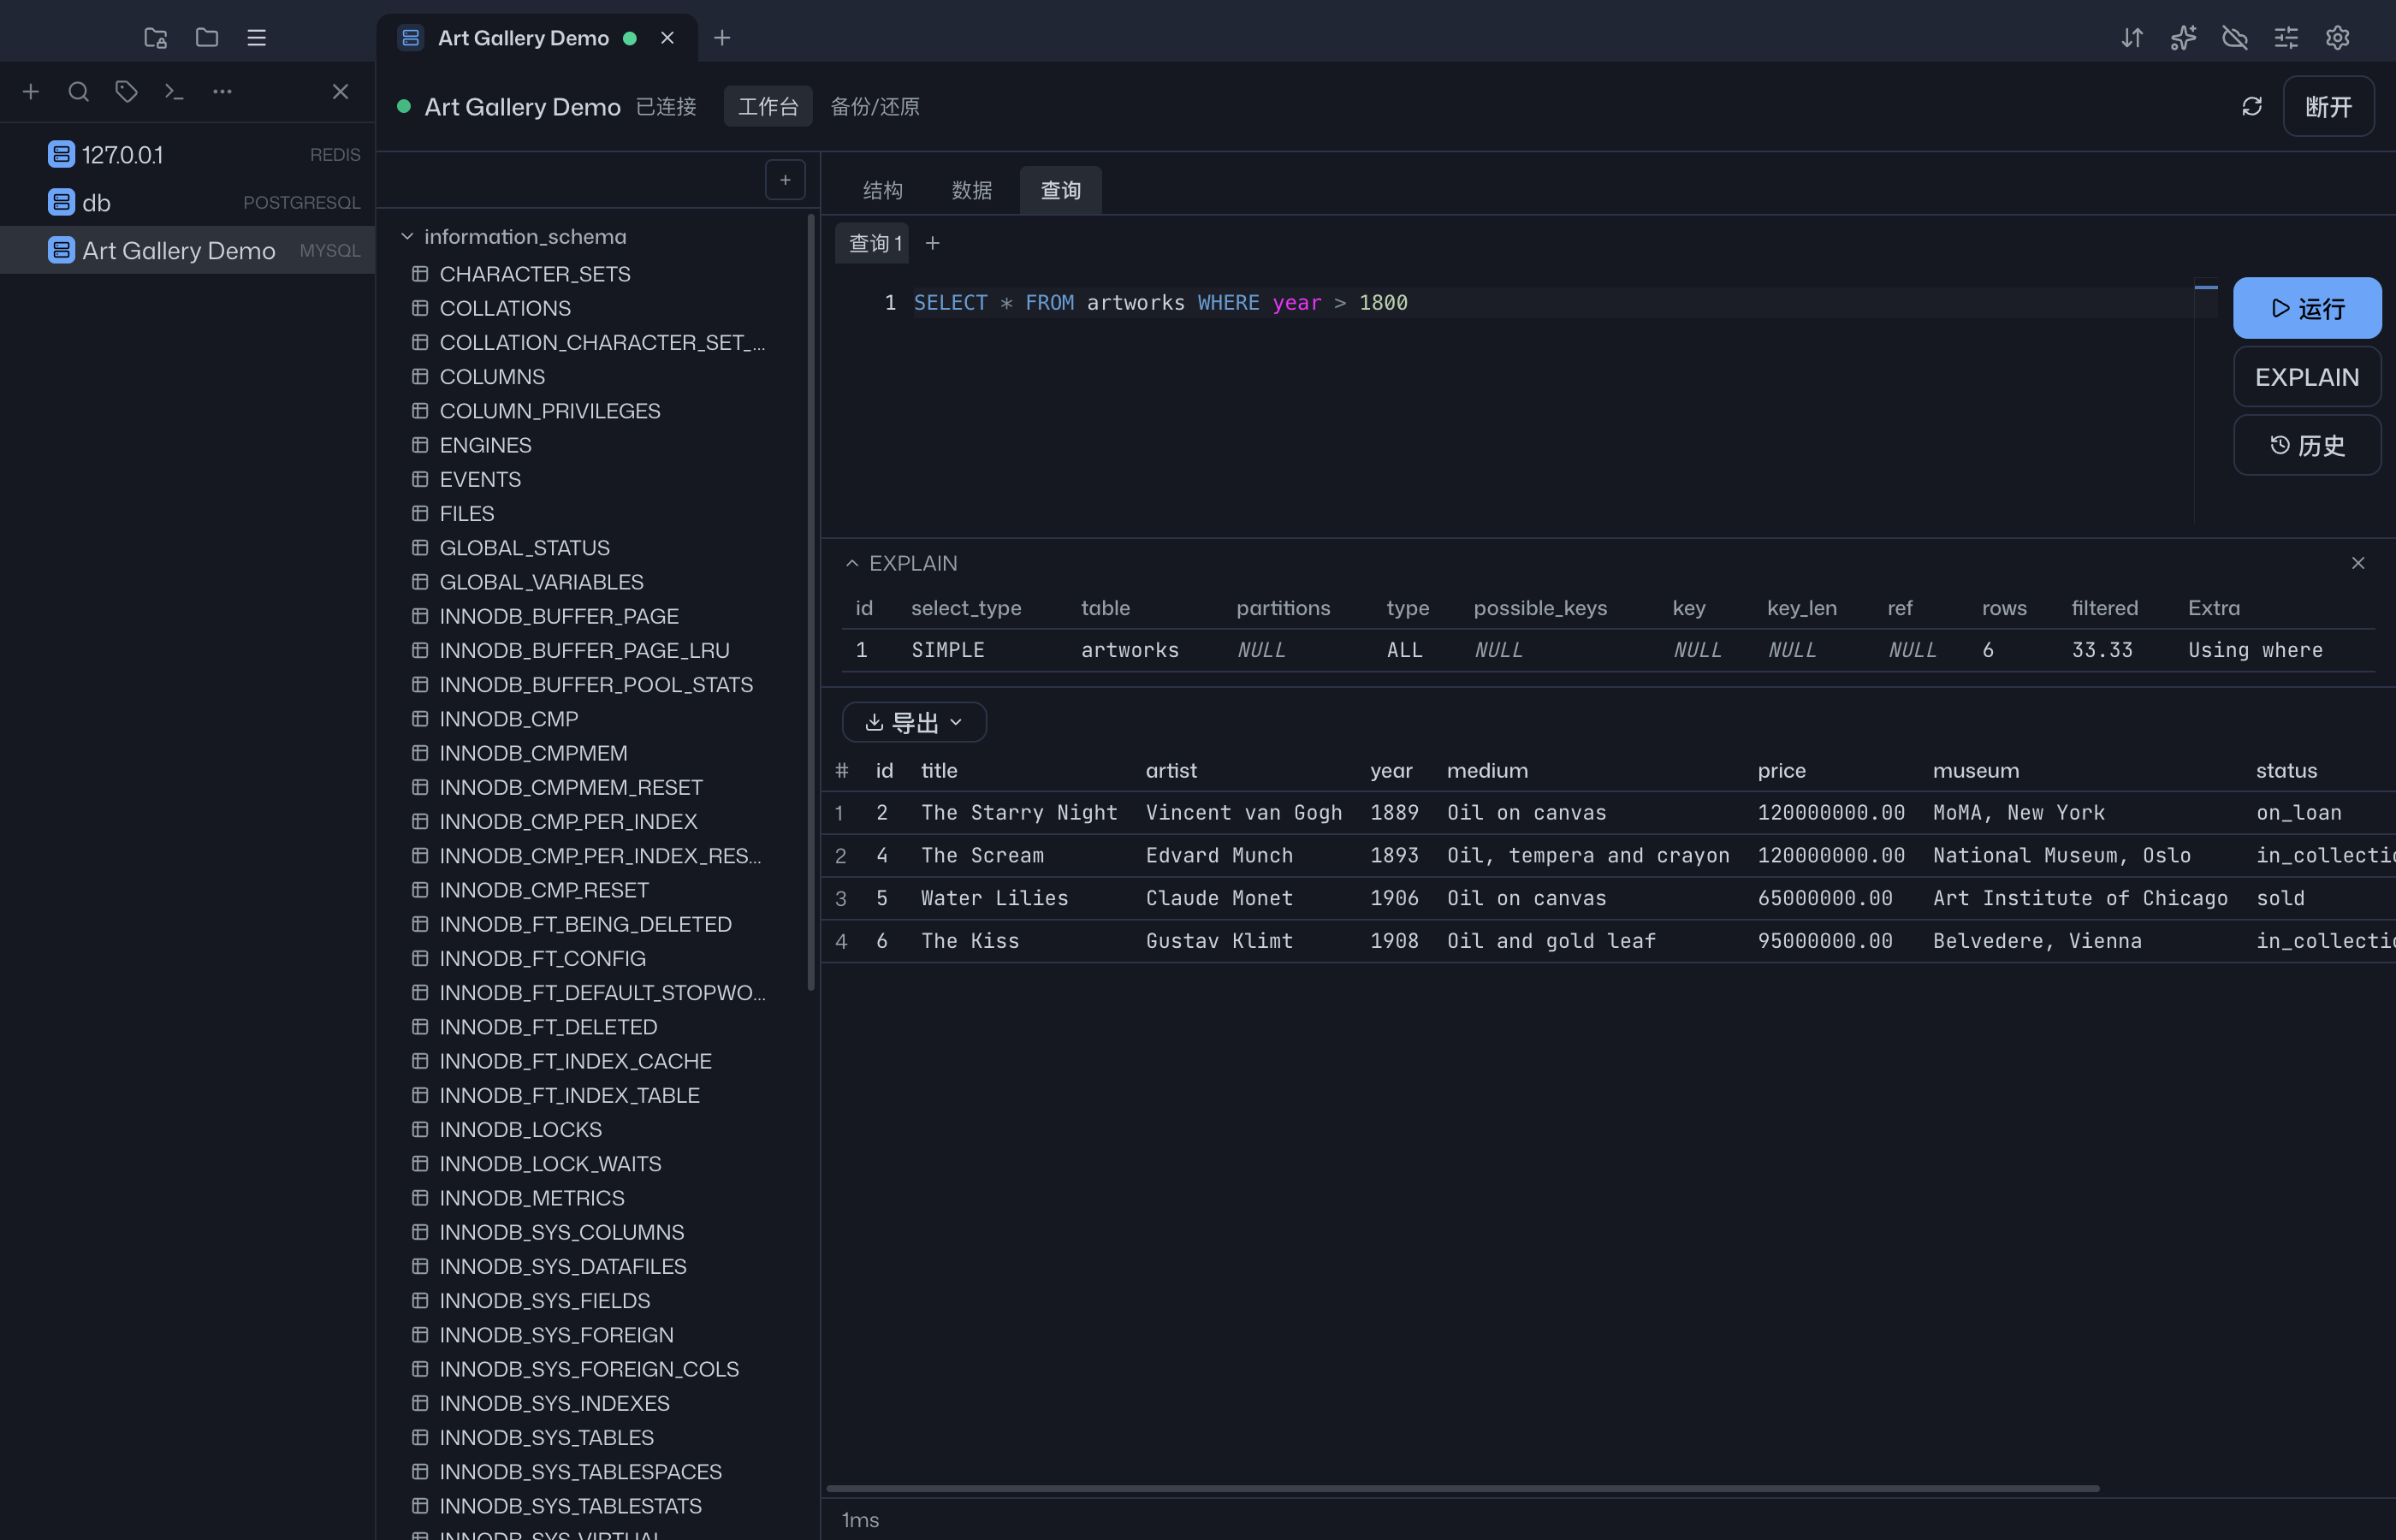 Art Gallery Demo
127.0.0.1 REDIS
db POSTGRESQL
Art Gallery Demo MYSQL
Art Gallery Demo 已连接 工作台 备份/还原 断开
information_schema
CHARACTER_SETS
COLLATIONS
COLLATION_CHARACTER_SET_...
COLUMNS
COLUMN_PRIVILEGES
ENGINES
EVENTS
FILES
GLOBAL_STATUS
GLOBAL_VARIABLES
INNODB_BUFFER_PAGE
INNODB_BUFFER_PAGE_LRU
INNODB_BUFFER_POOL_STATS
INNODB_CMP
INNODB_CMPMEM
INNODB_CMPMEM_RESET
INNODB_CMP_PER_INDEX
INNODB_CMP_PER_INDEX_RES...
INNODB_CMP_RESET
INNODB_FT_BEING_DELETED
INNODB_FT_CONFIG
INNODB_FT_DEFAULT_STOPWO...
INNODB_FT_DELETED
INNODB_FT_INDEX_CACHE
INNODB_FT_INDEX_TABLE
INNODB_LOCKS
INNODB_LOCK_WAITS
INNODB_METRICS
INNODB_SYS_COLUMNS
INNODB_SYS_DATAFILES
INNODB_SYS_FIELDS
INNODB_SYS_FOREIGN
INNODB_SYS_FOREIGN_COLS
INNODB_SYS_INDEXES
INNODB_SYS_TABLES
INNODB_SYS_TABLESPACES
INNODB_SYS_TABLESTATS
INNODB_SYS_VIRTUAL
结构 数据 查询
查询 1
1 SELECT * FROM artworks WHERE year > 1800
运行
EXPLAIN
历史
EXPLAIN
id select_type table partitions type possible_keys key key_len ref rows filtered Extra
1 SIMPLE artworks NULL ALL NULL NULL NULL NULL 6 33.33 Using where
导出
# id title artist year medium price museum status
1 2 The Starry Night Vincent van Gogh 1889 Oil on canvas 120000000.00 MoMA, New York on_loan
2 4 The Scream Edvard Munch 1893 Oil, tempera and crayon 120000000.00 National Museum, Oslo in_collectio
3 5 Water Lilies Claude Monet 1906 Oil on canvas 65000000.00 Art Institute of Chicago sold
4 6 The Kiss Gustav Klimt 1908 Oil and gold leaf 95000000.00 Belvedere, Vienna in_collectio
1ms